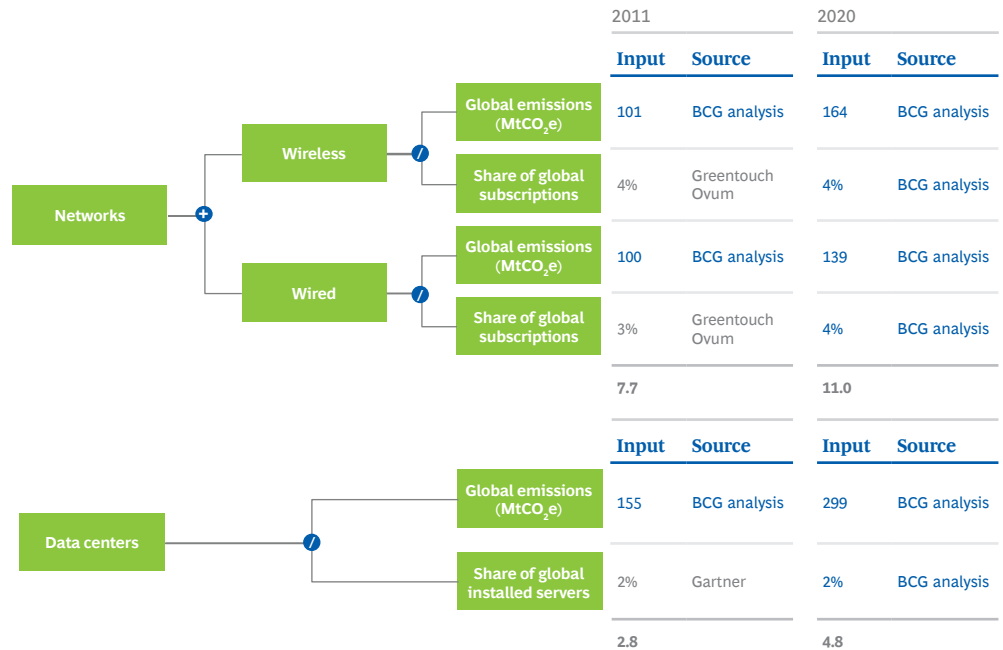 2011 2020
Input Source Input Source
Global emissions
(MtCO₂e)
101 BCG analysis 164 BCG analysis
Wireless
/
Share of global
subscriptions
4% Greentouch
Ovum
4% BCG analysis
Networks
+
Global emissions
(MtCO₂e)
100 BCG analysis 139 BCG analysis
Wired
/
Share of global
subscriptions
3% Greentouch
Ovum
4% BCG analysis
7.7 11.0
Input Source Input Source
Global emissions
(MtCO₂e)
155 BCG analysis 299 BCG analysis
Data centers
/
Share of global
installed servers
2% Gartner 2% BCG analysis
2.8 4.8